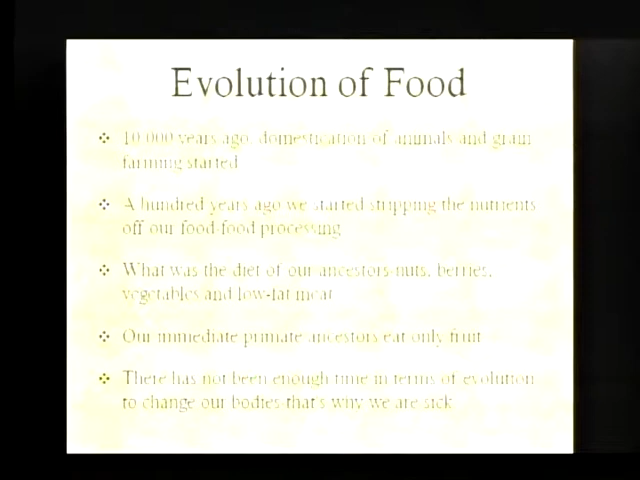 Evolution of Food
10,000 years ago, domestication of animals and grain
farming started
A hundred years ago we started stripping the nutrients
off our food-food processing
What was the diet of our ancestors-nuts, berries,
vegetables and low-fat meat
Our immediate primate ancestors eat only fruit
There has not been enough time in terms of evolution
to change our bodies-that's why we are sick